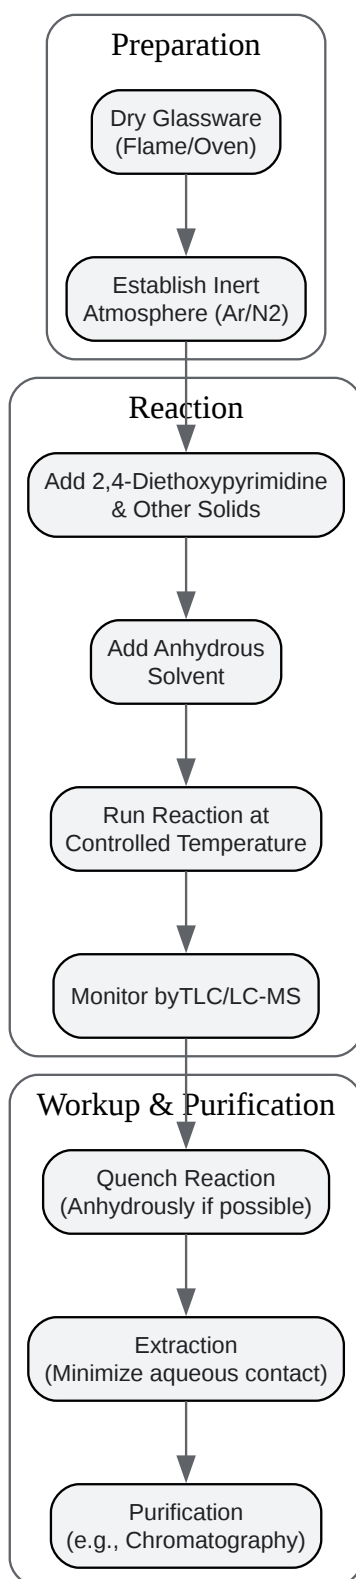 Preparation
Dry Glassware
(Flame/Oven)
Establish Inert
Atmosphere (Ar/N2)
Reaction
Add 2,4-Diethoxypyrimidine
& Other Solids
Add Anhydrous
Solvent
Run Reaction at
Controlled Temperature
Monitor byTLC/LC-MS
Workup & Purification
Quench Reaction
(Anhydrously if possible)
Extraction
(Minimize aqueous contact)
Purification
(e.g., Chromatography)